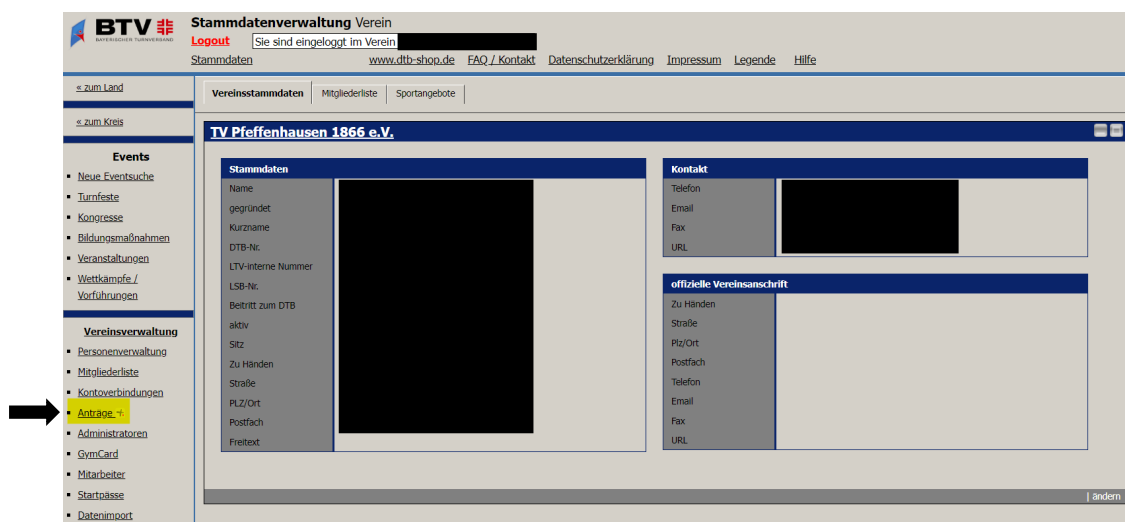 BTV
BAYERISCHER TURNVERBAND
Stammdatenverwaltung Verein
Logout Sie sind eingeloggt im Verein
Stammdaten www.dtb-shop.de FAQ / Kontakt Datenschutzerklärung Impressum Legende Hilfe
« zum Land
« zum Kreis
Events
Neue Eventsuche
Turnfeste
Kongresse
Bildungsmaßnahmen
Veranstaltungen
Wettkämpfe /
Vorführungen
Vereinsverwaltung
Personenverwaltung
Mitgliederliste
Kontoverbindungen
Anträge
Administratoren
GymCard
Mitarbeiter
Startpässe
Datenimport
Vereinsstammdaten Mitgliederliste Sportangebote
TV Pfeffenhausen 1866 e.V.
Stammdaten
Name
gegründet
Kurzname
DTB-Nr.
LTV-interne Nummer
LSB-Nr.
Beitritt zum DTB
aktiv
Sitz
Zu Händen
Straße
PLZ/Ort
Postfach
Freitext
Kontakt
Telefon
Email
Fax
URL
offizielle Vereinsanschrift
Zu Händen
Straße
Plz/Ort
Postfach
Telefon
Email
Fax
URL
| ändern